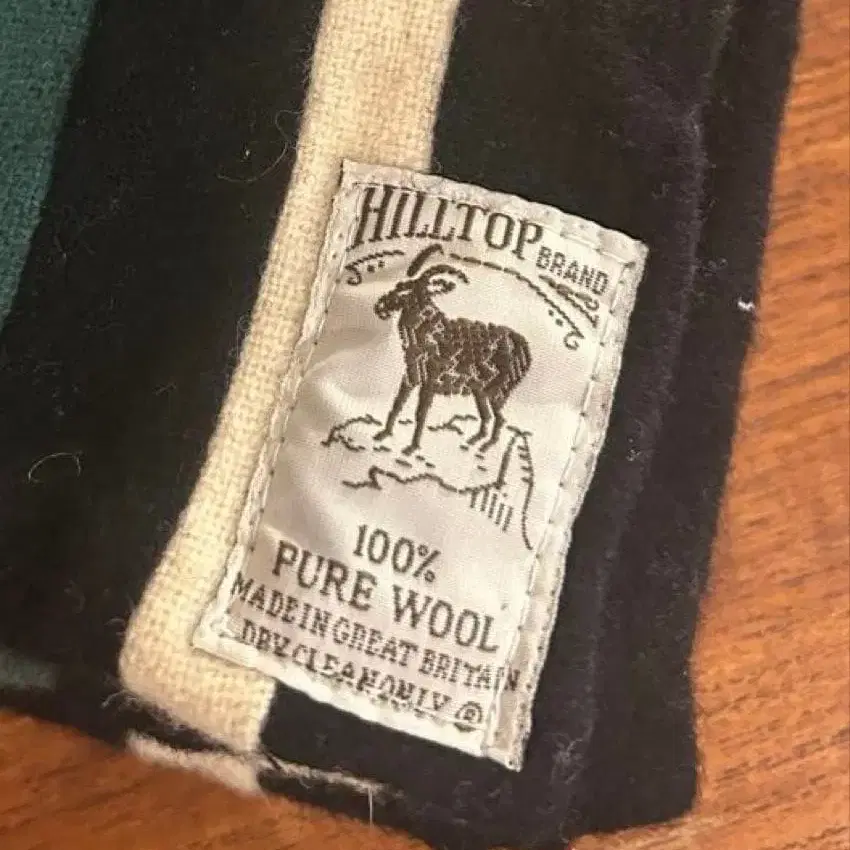 HILLTOP BRAND
100%
PURE WOOL
MADE IN GREAT BRITAIN
DRY CLEAN ONLY Ⓟ